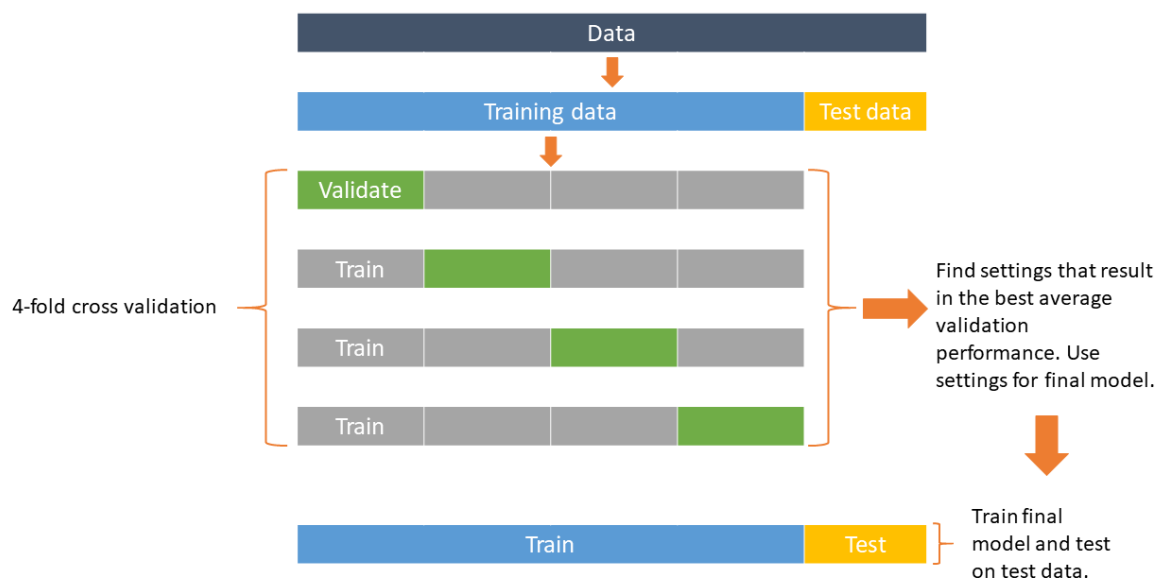 Data
Training data
Test data
Validate
Train
4-fold cross validation
Train
Train
Find settings that result
in the best average
validation
performance. Use
settings for final model.
Train
Test
Train final
model and test
on test data.